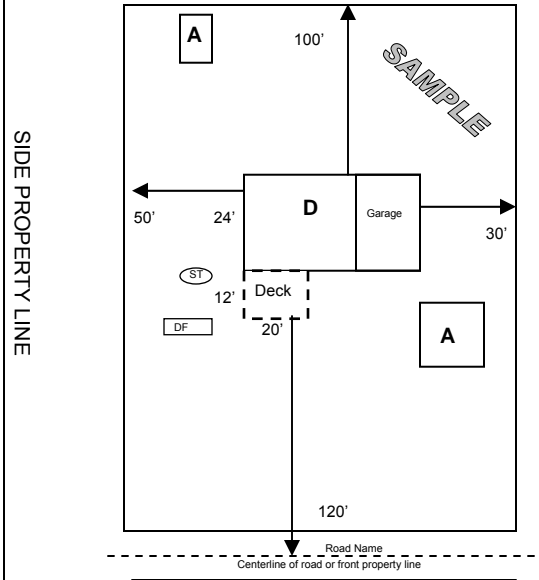 SIDE PROPERTY LINE
A
100’
SAMPLE
50’
24’
D
Garage
30’
ST
12’
Deck
DF
20’
A
120’
Road Name
Centerline of road or front property line